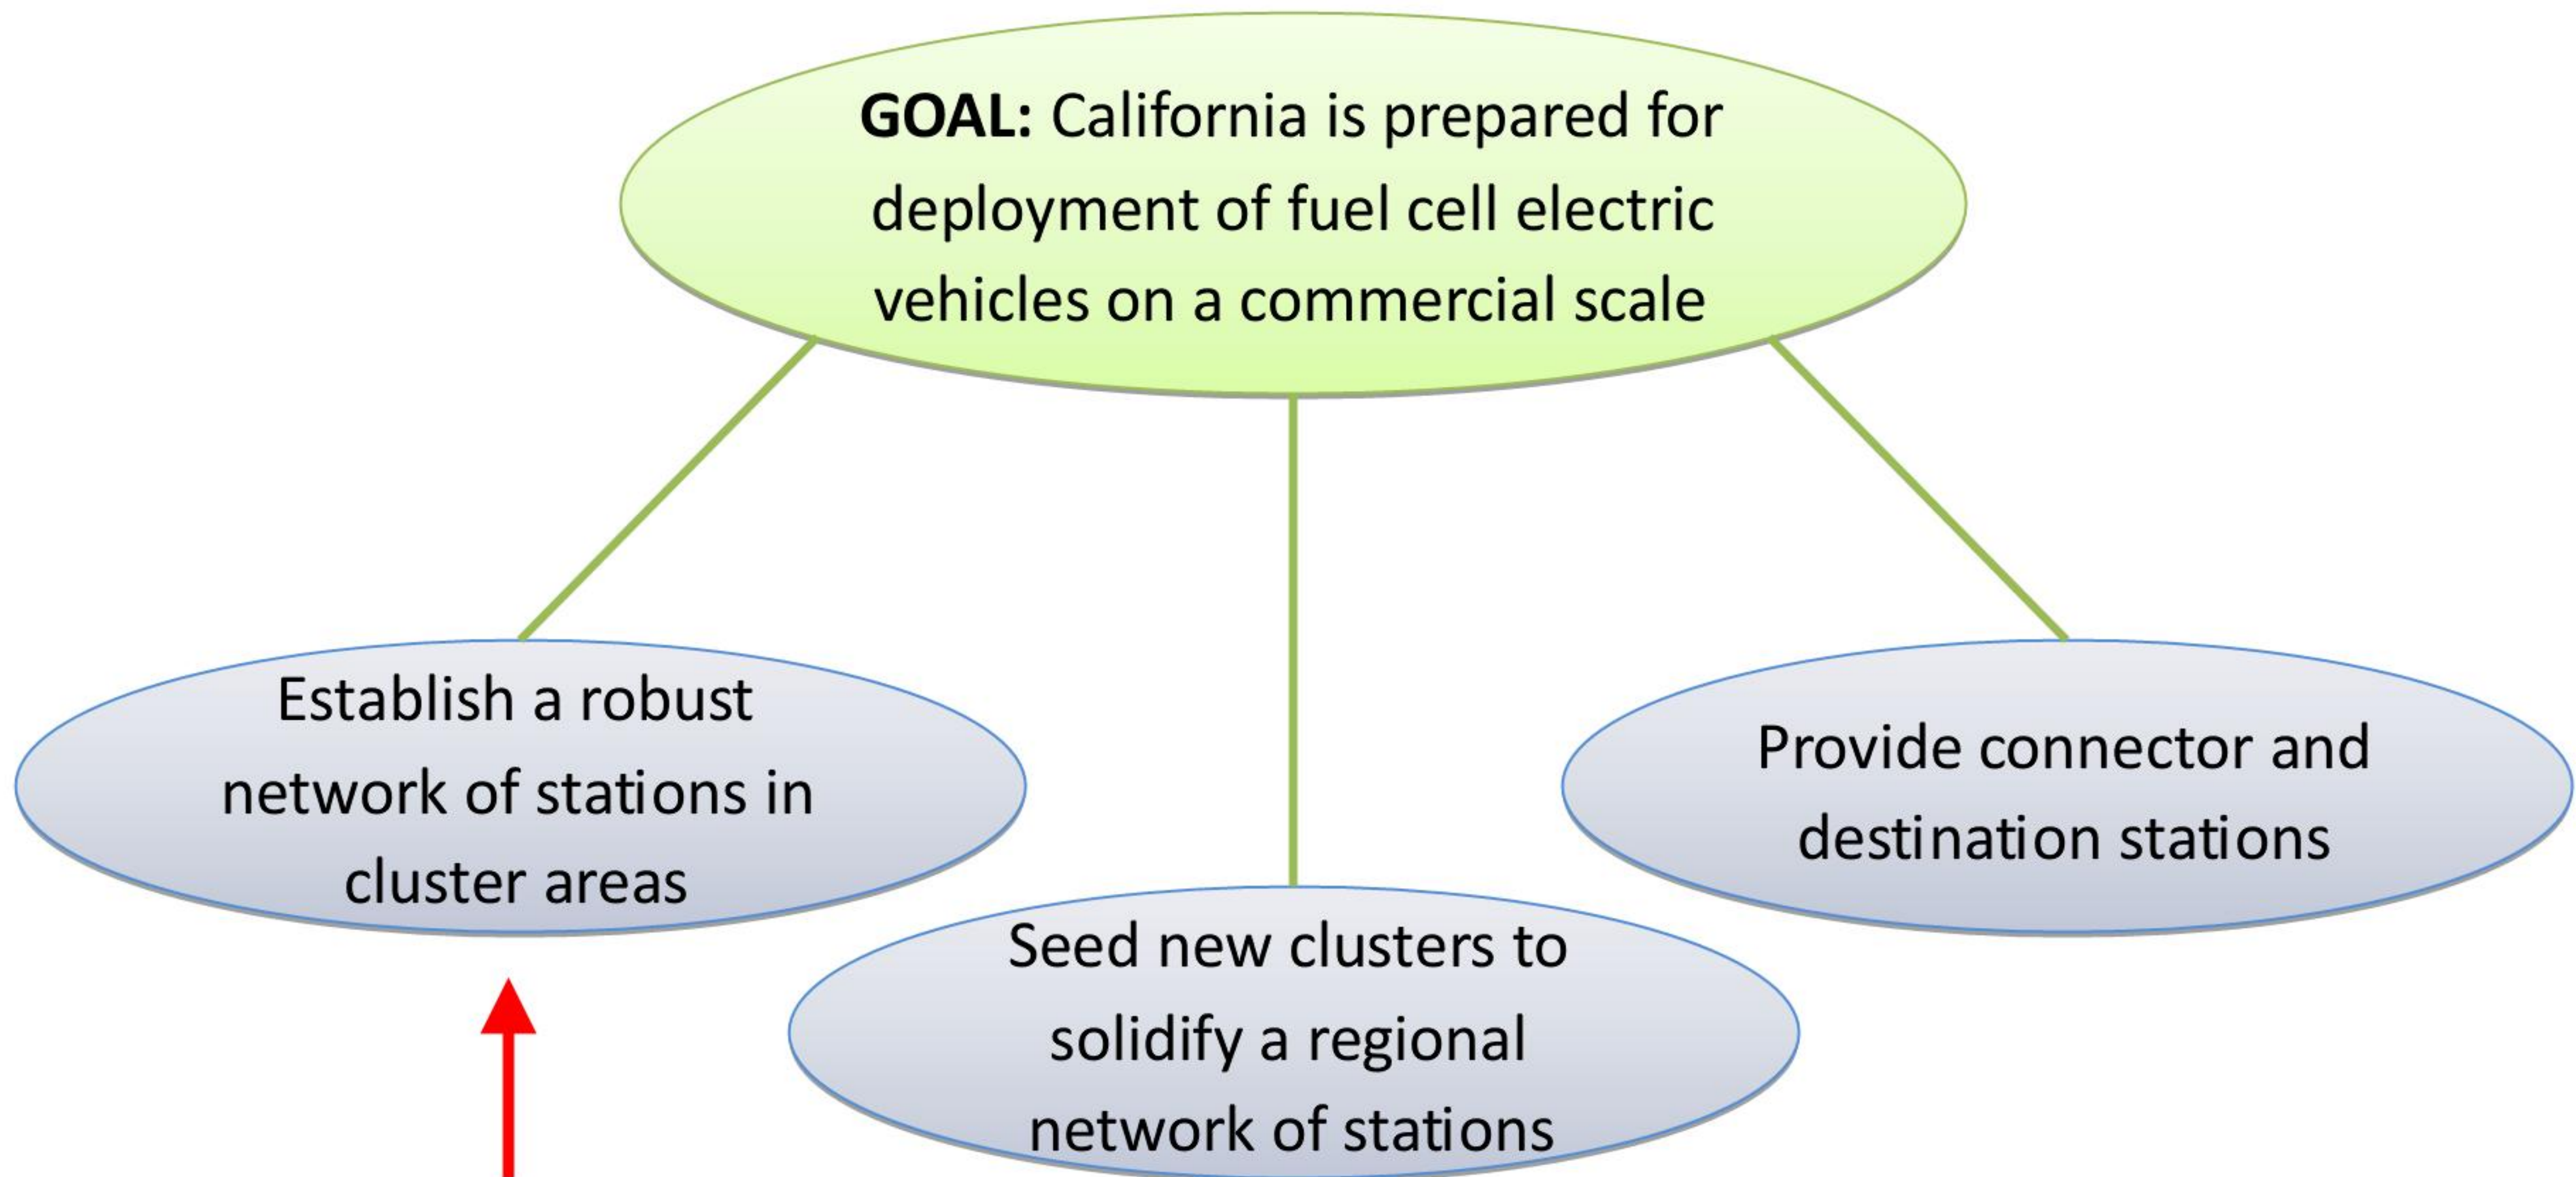 GOAL: California is prepared for
deployment of fuel cell electric
vehicles on a commercial scale
Establish a robust
network of stations in
cluster areas
Seed new clusters to
solidify a regional
network of stations
Provide connector and
destination stations